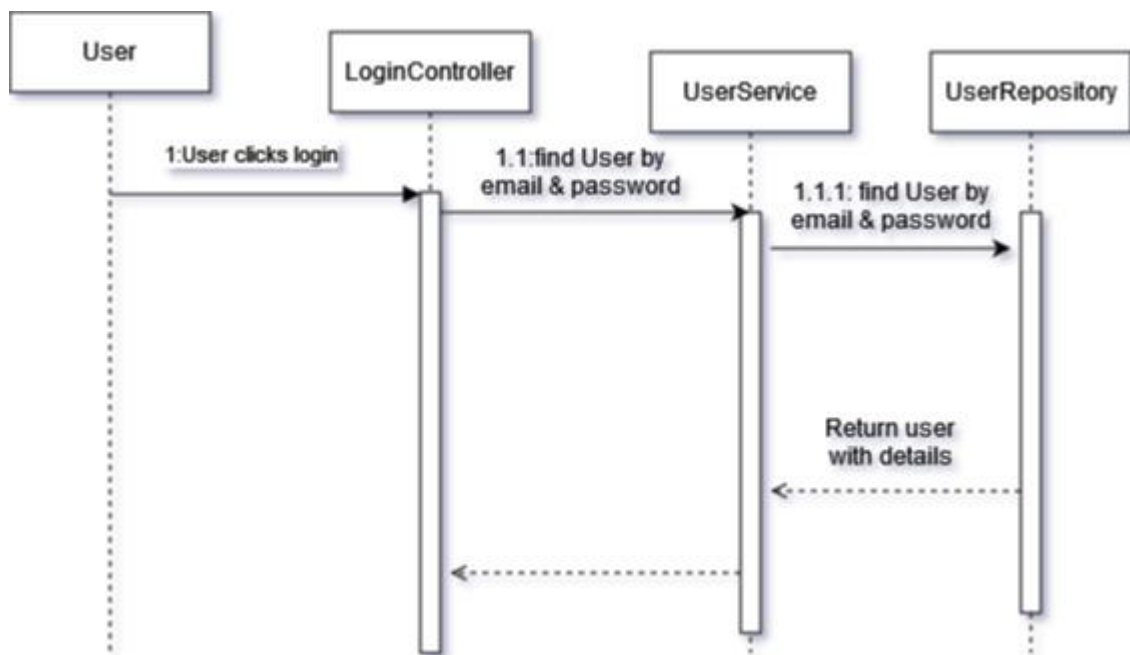 User
LoginController
UserService
UserRepository
1:User clicks login
1.1:find User by
email & password
1.1.1: find User by
email & password
Return user
with details